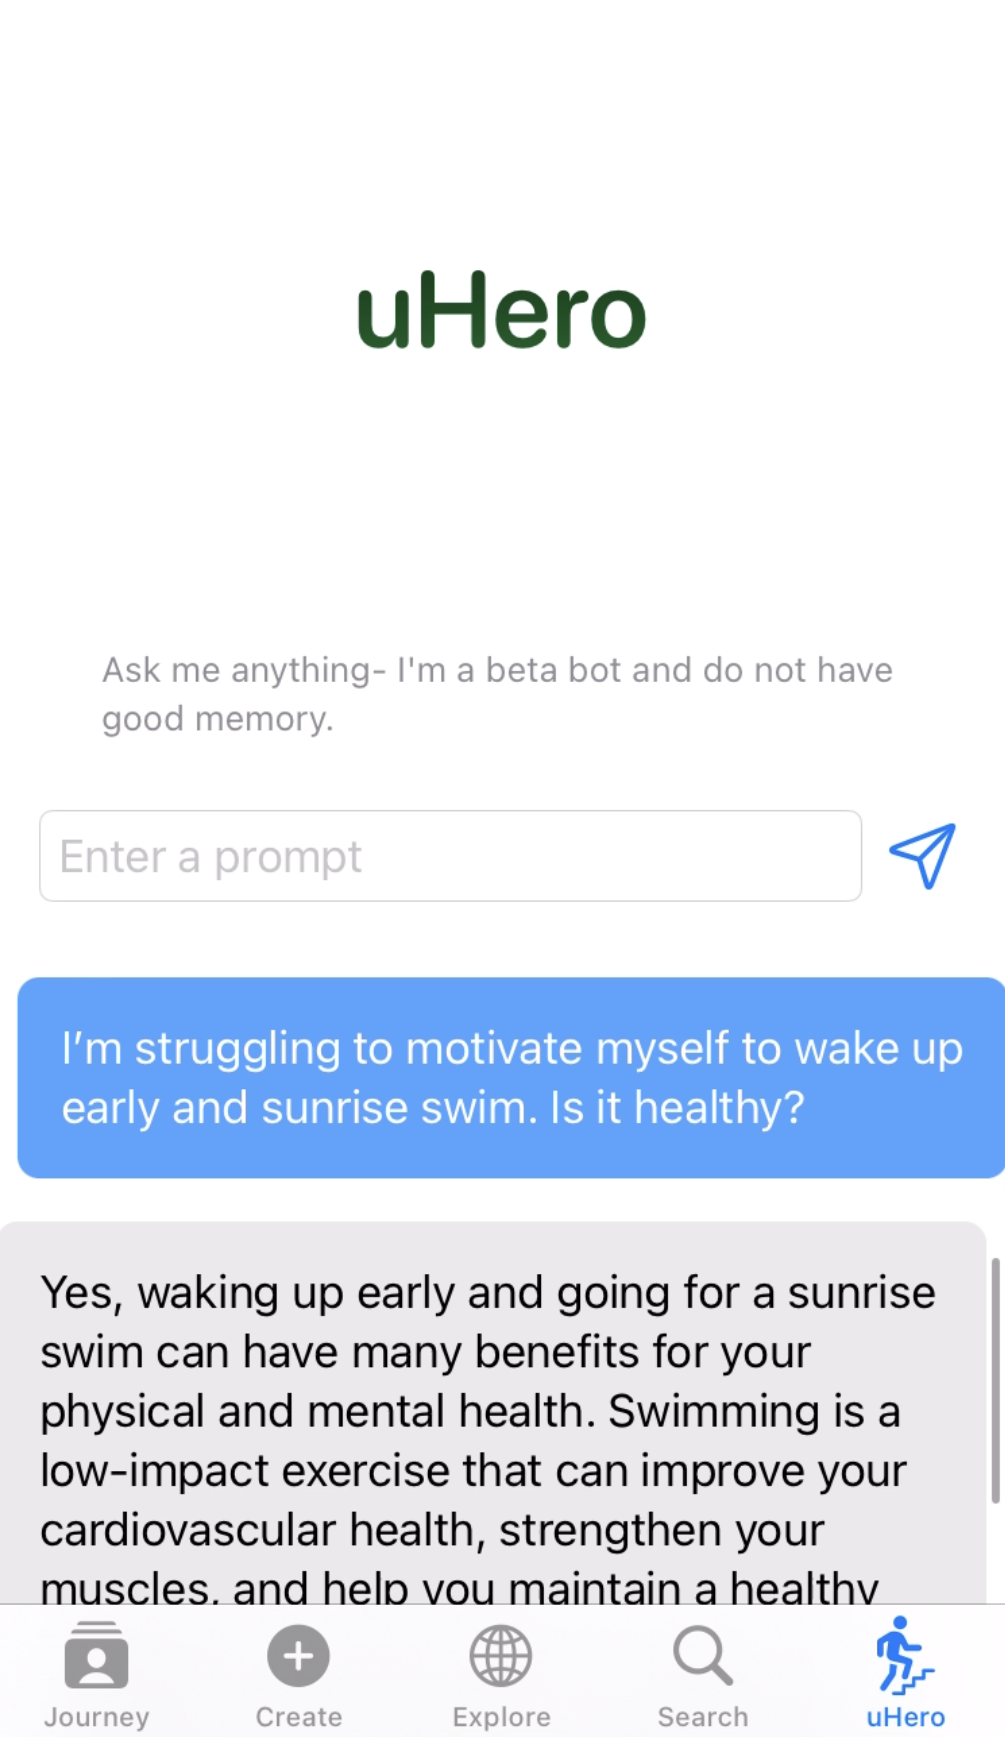 uHero
Ask me anything- I'm a beta bot and do not have
good memory.
Enter a prompt
I’m struggling to motivate myself to wake up
early and sunrise swim. Is it healthy?
Yes, waking up early and going for a sunrise
swim can have many benefits for your
physical and mental health. Swimming is a
low-impact exercise that can improve your
cardiovascular health, strengthen your
muscles, and help you maintain a healthy
Journey
Create
Explore
Search
uHero